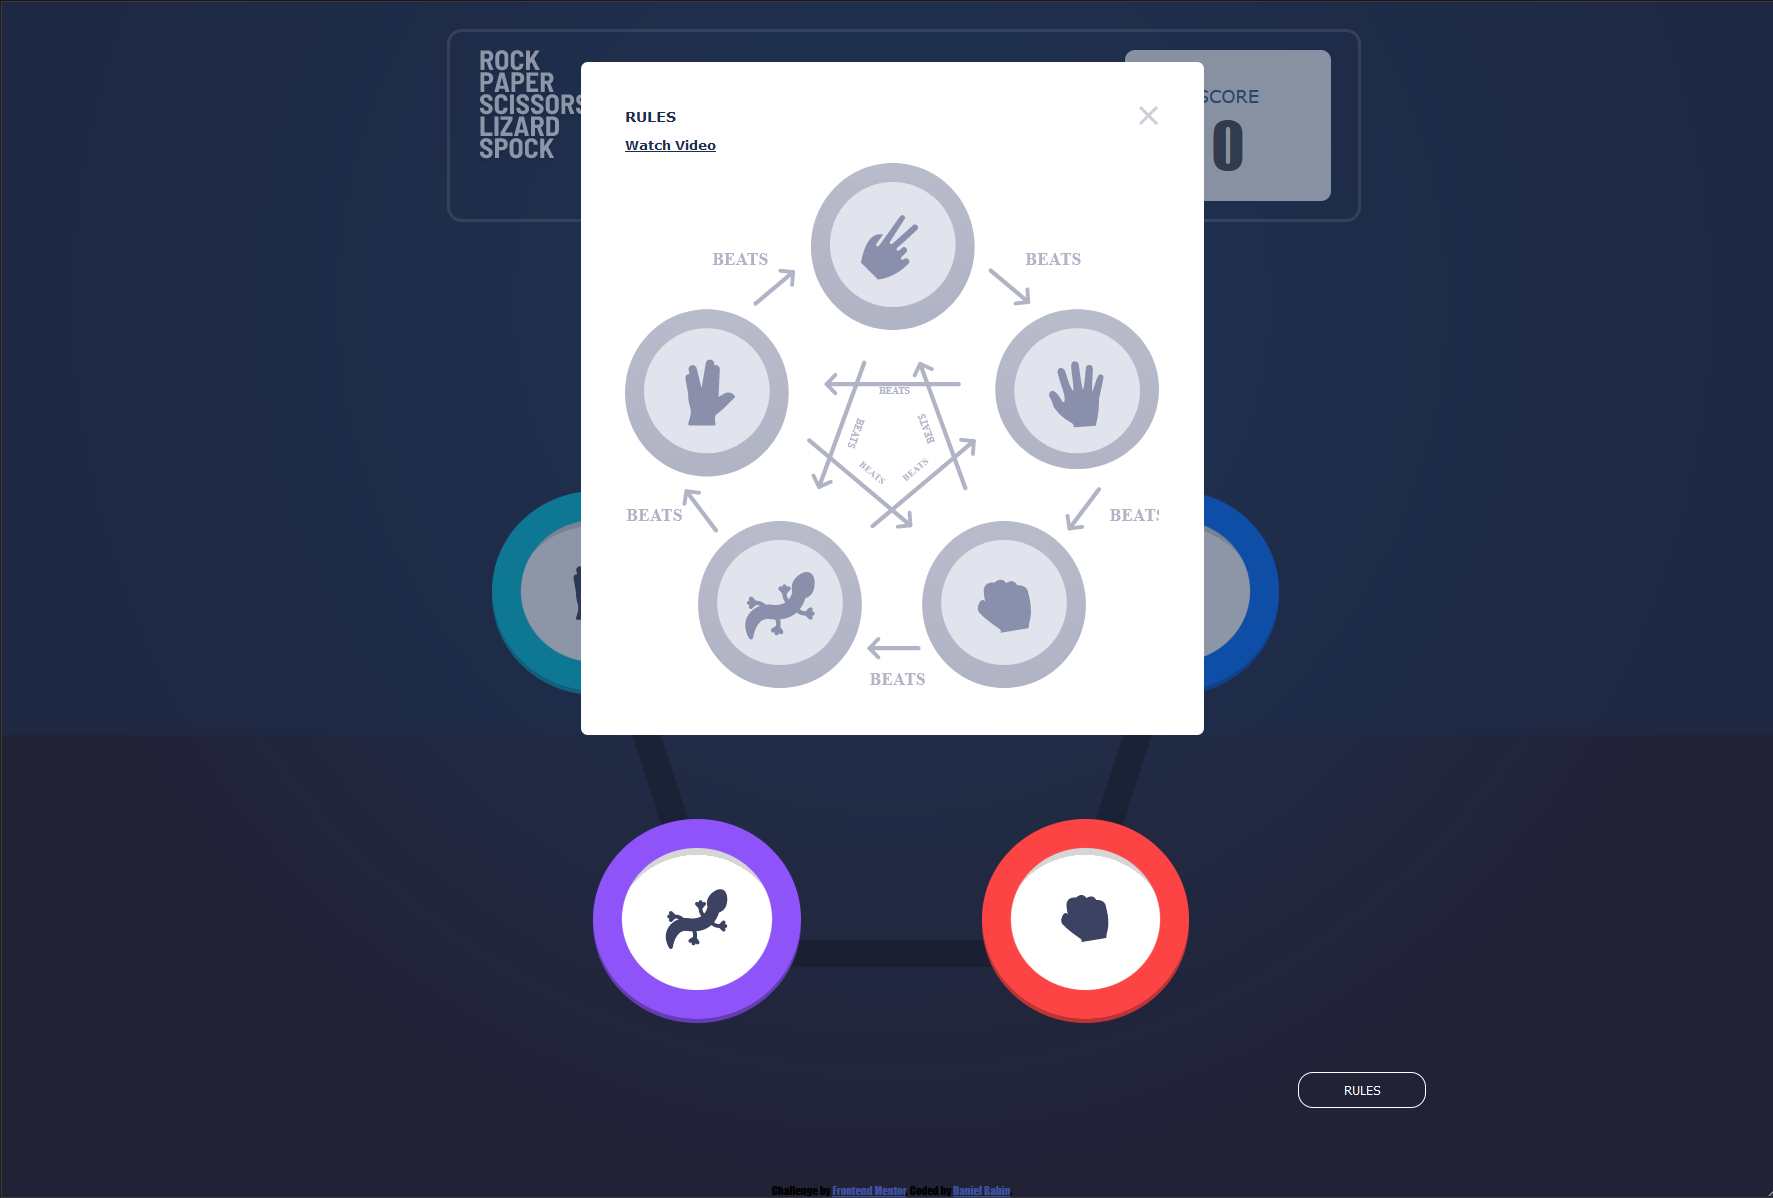 ROCK
PAPER
SCISSORS
LIZARD
SPOCK
SCORE
0
RULES
Watch Video
BEATS
BEATS
BEATS
BEATS
BEATS
BEATS
BEATS
BEATS
BEATS
BEATS
RULES
Challenge by Frontend Mentor. Coded by Daniel Babin.